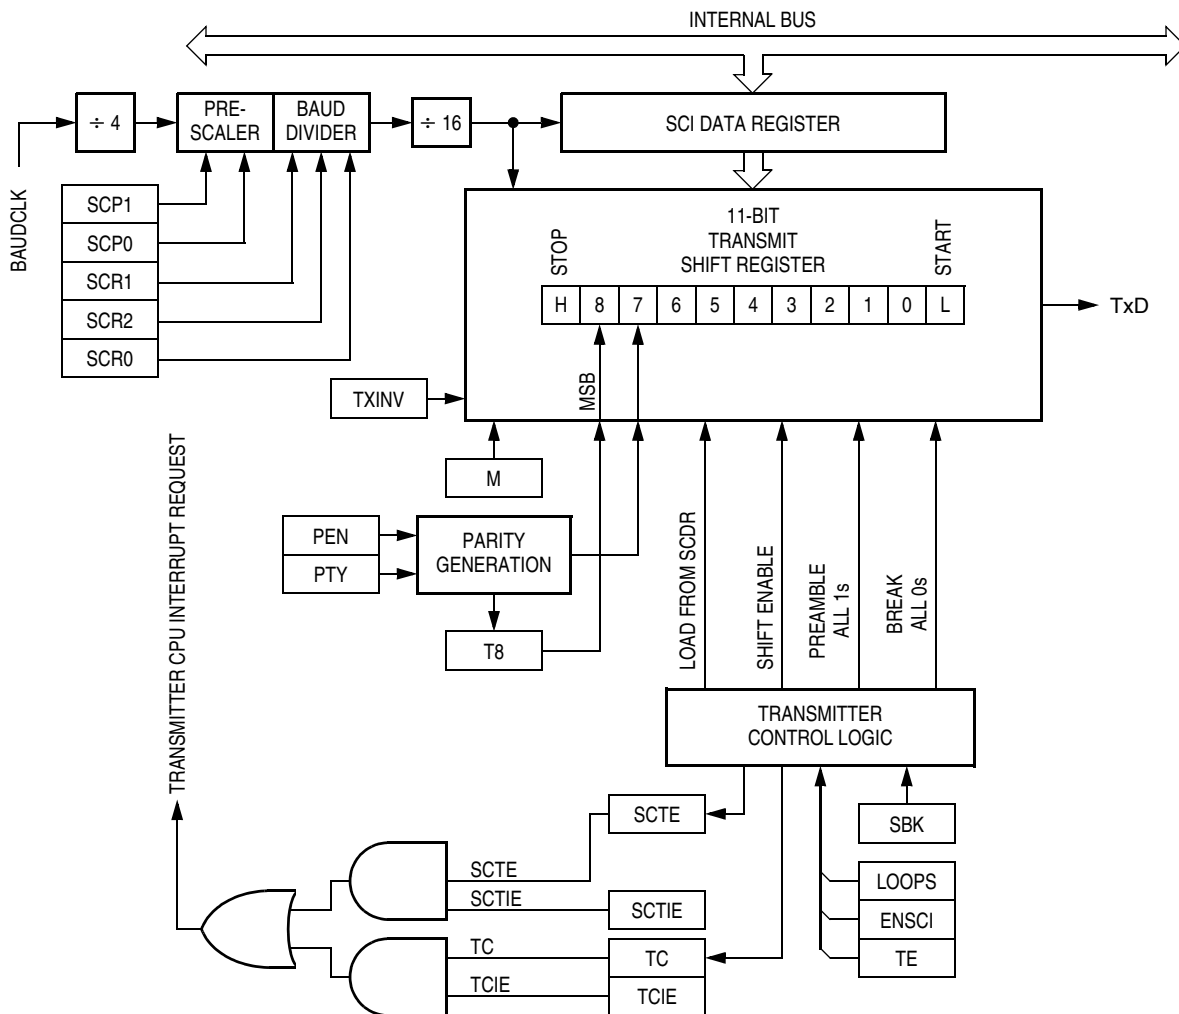 INTERNAL BUS
÷ 4
PRE-
SCALER
BAUD
DIVIDER
÷ 16
SCI DATA REGISTER
BAUDCLK
SCP1
SCP0
SCR1
SCR2
SCR0
11-BIT
TRANSMIT
SHIFT REGISTER
STOP
START
H 8 7 6 5 4 3 2 1 0 L
TxD
TXINV
MSB
M
PEN
PTY
PARITY
GENERATION
T8
LOAD FROM SCDR
SHIFT ENABLE
PREAMBLE
ALL 1s
BREAK
ALL 0s
TRANSMITTER CPU INTERRUPT REQUEST
TRANSMITTER
CONTROL LOGIC
SCTE
SBK
SCTE
SCTIE
SCTIE
LOOPS
ENSCI
TE
TC
TC
TCIE
TCIE